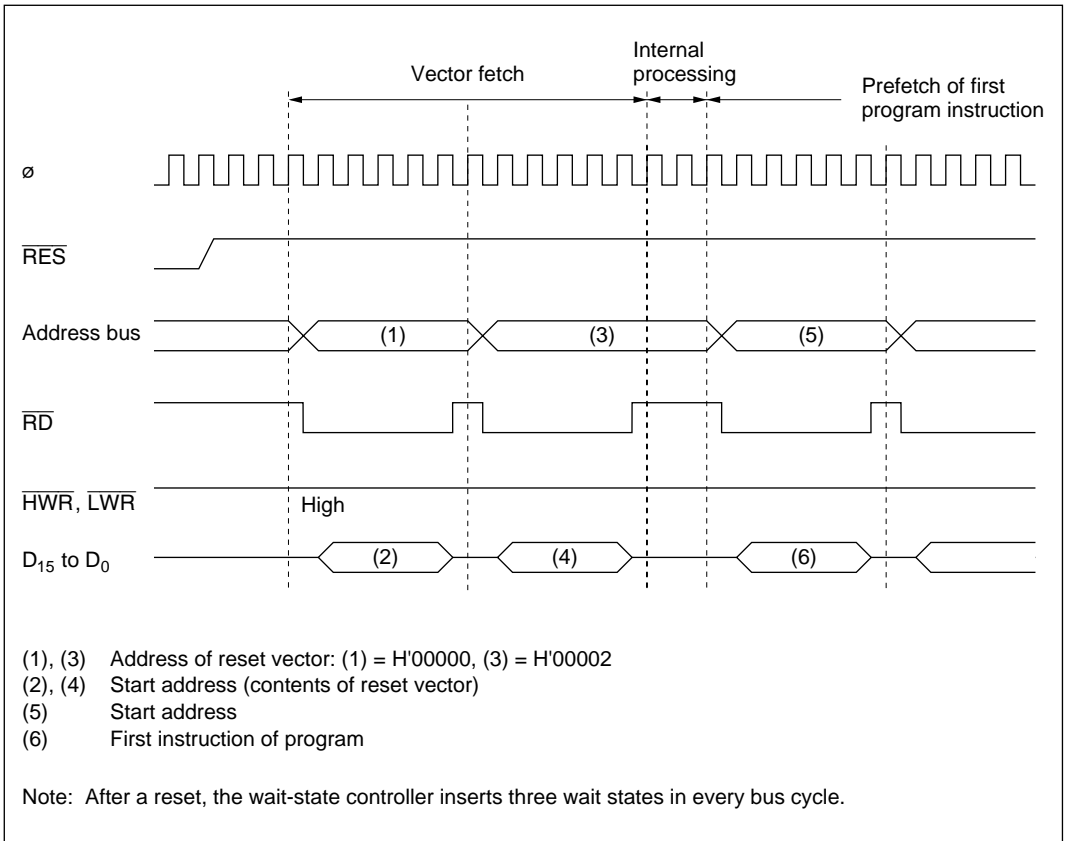 Vector fetch
Internal
processing
Prefetch of first
program instruction
ø
RES
Address bus
(1)
(3)
(5)
RD
HWR, LWR
High
D15 to D0
(2)
(4)
(6)
(1), (3) Address of reset vector: (1) = H'00000, (3) = H'00002
(2), (4) Start address (contents of reset vector)
(5) Start address
(6) First instruction of program
Note: After a reset, the wait-state controller inserts three wait states in every bus cycle.